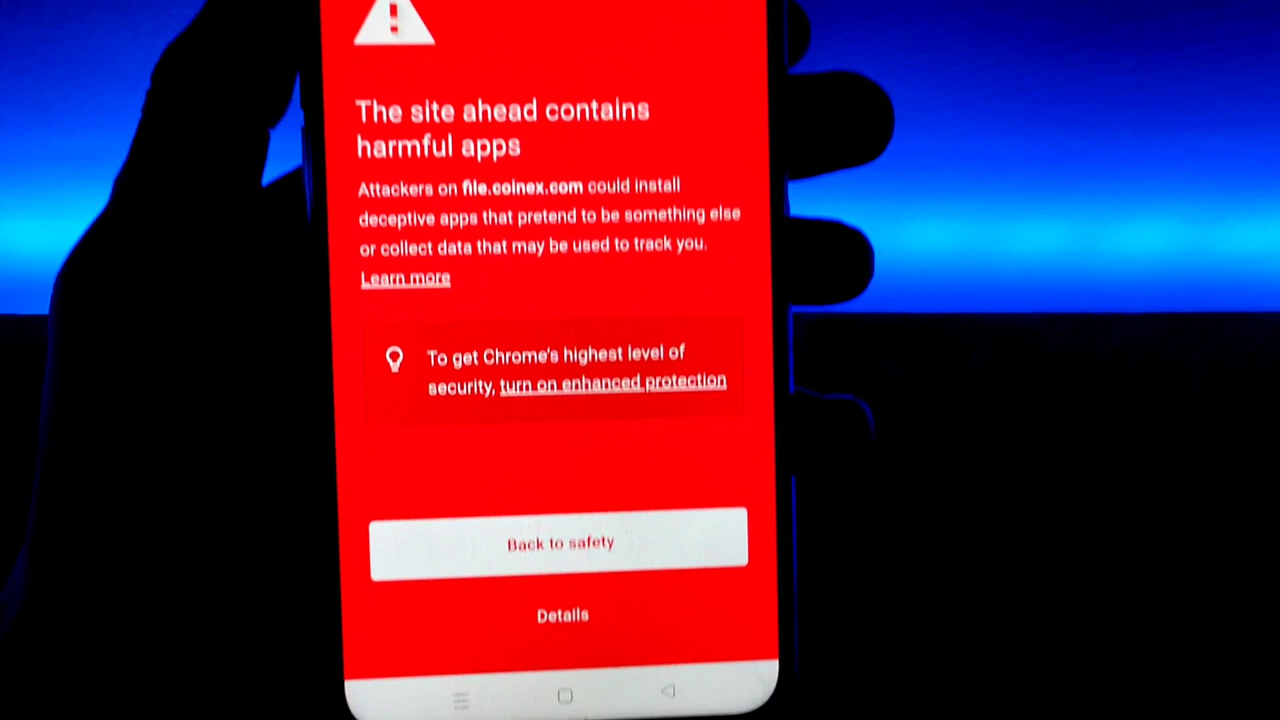 The site ahead contains
harmful apps
Attackers on file.coinex.com could install
deceptive apps that pretend to be something else
or collect data that may be used to track you.
Learn more
To get Chrome's highest level of
security, turn on enhanced protection
Back to safety
Details